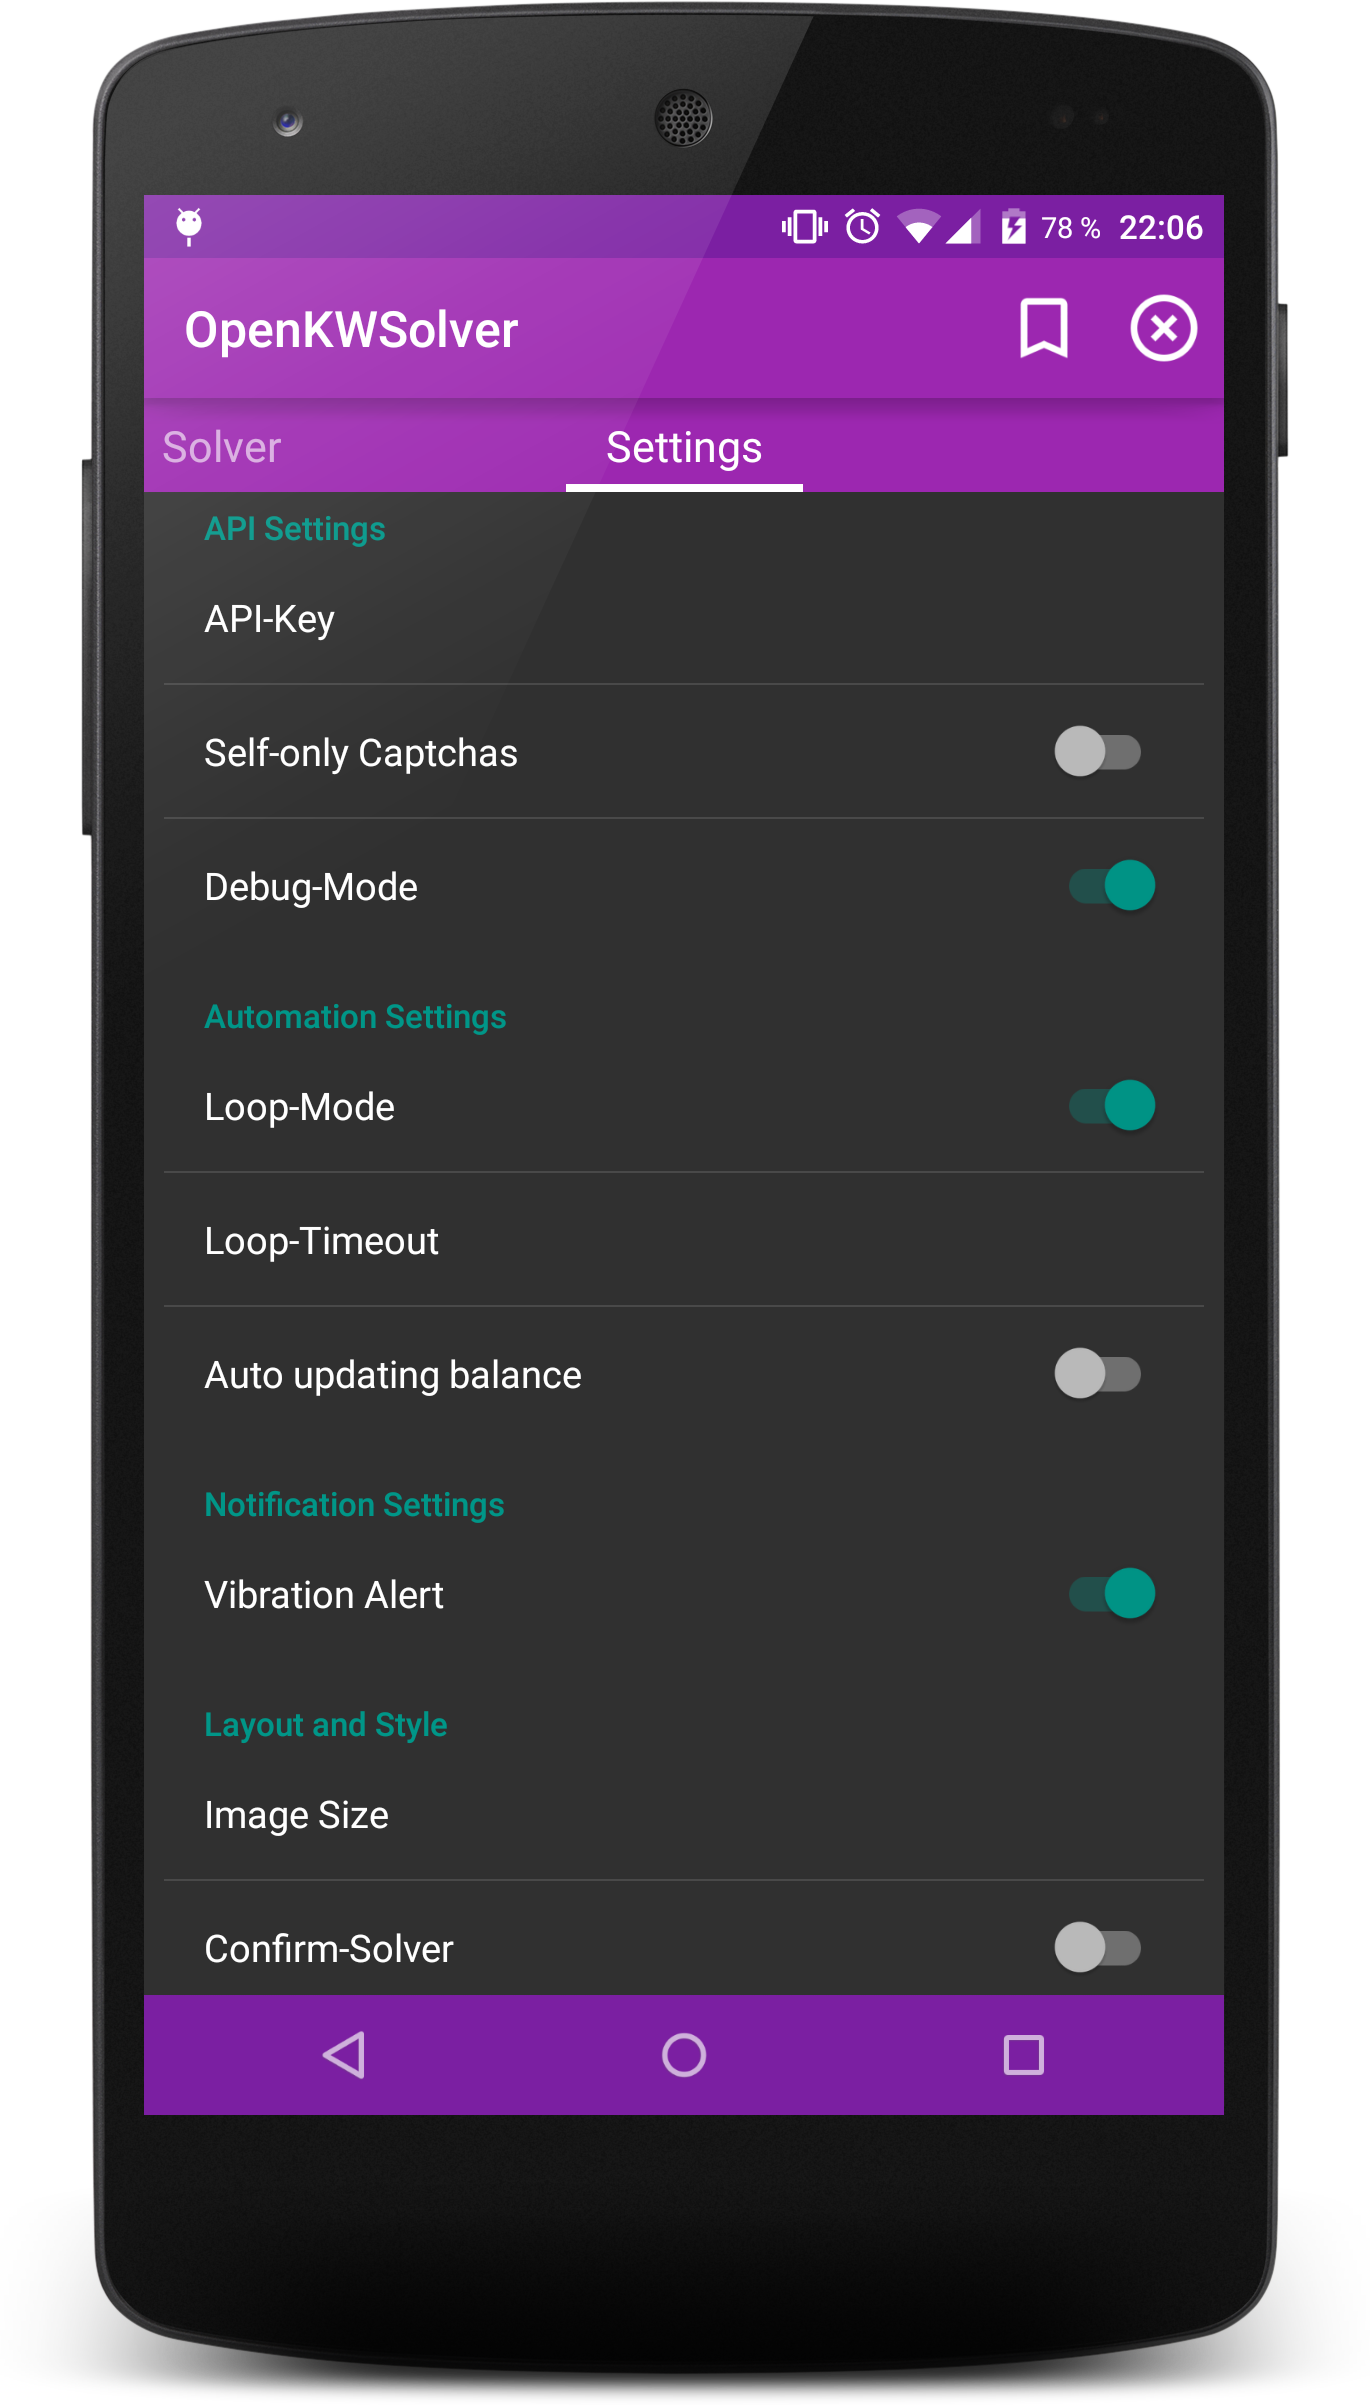 78 % 22:06
OpenKWSolver
Solver Settings
API Settings
API-Key
Self-only Captchas
Debug-Mode
Automation Settings
Loop-Mode
Loop-Timeout
Auto updating balance
Notification Settings
Vibration Alert
Layout and Style
Image Size
Confirm-Solver